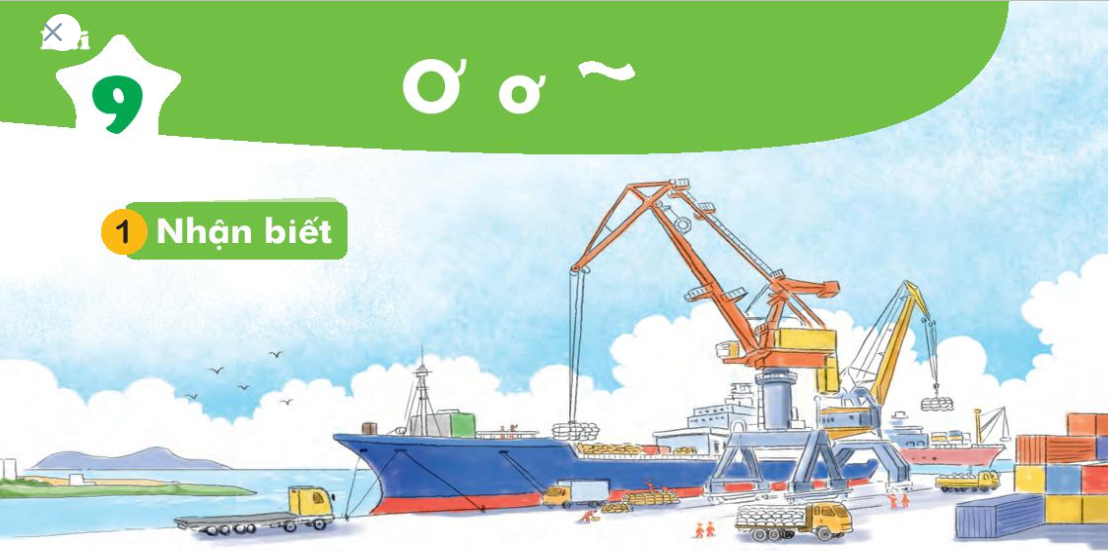 9
Ơ ơ ~
1 Nhận biết